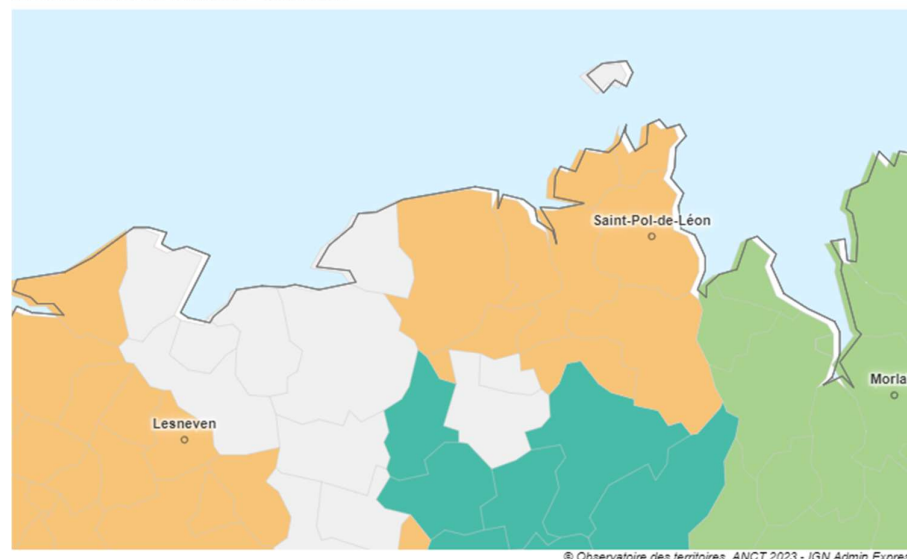 Saint-Pol-de-Léon
Morla
Lesneven
© Observatoire des territoires, ANCT 2023 - IGN Admin Expre